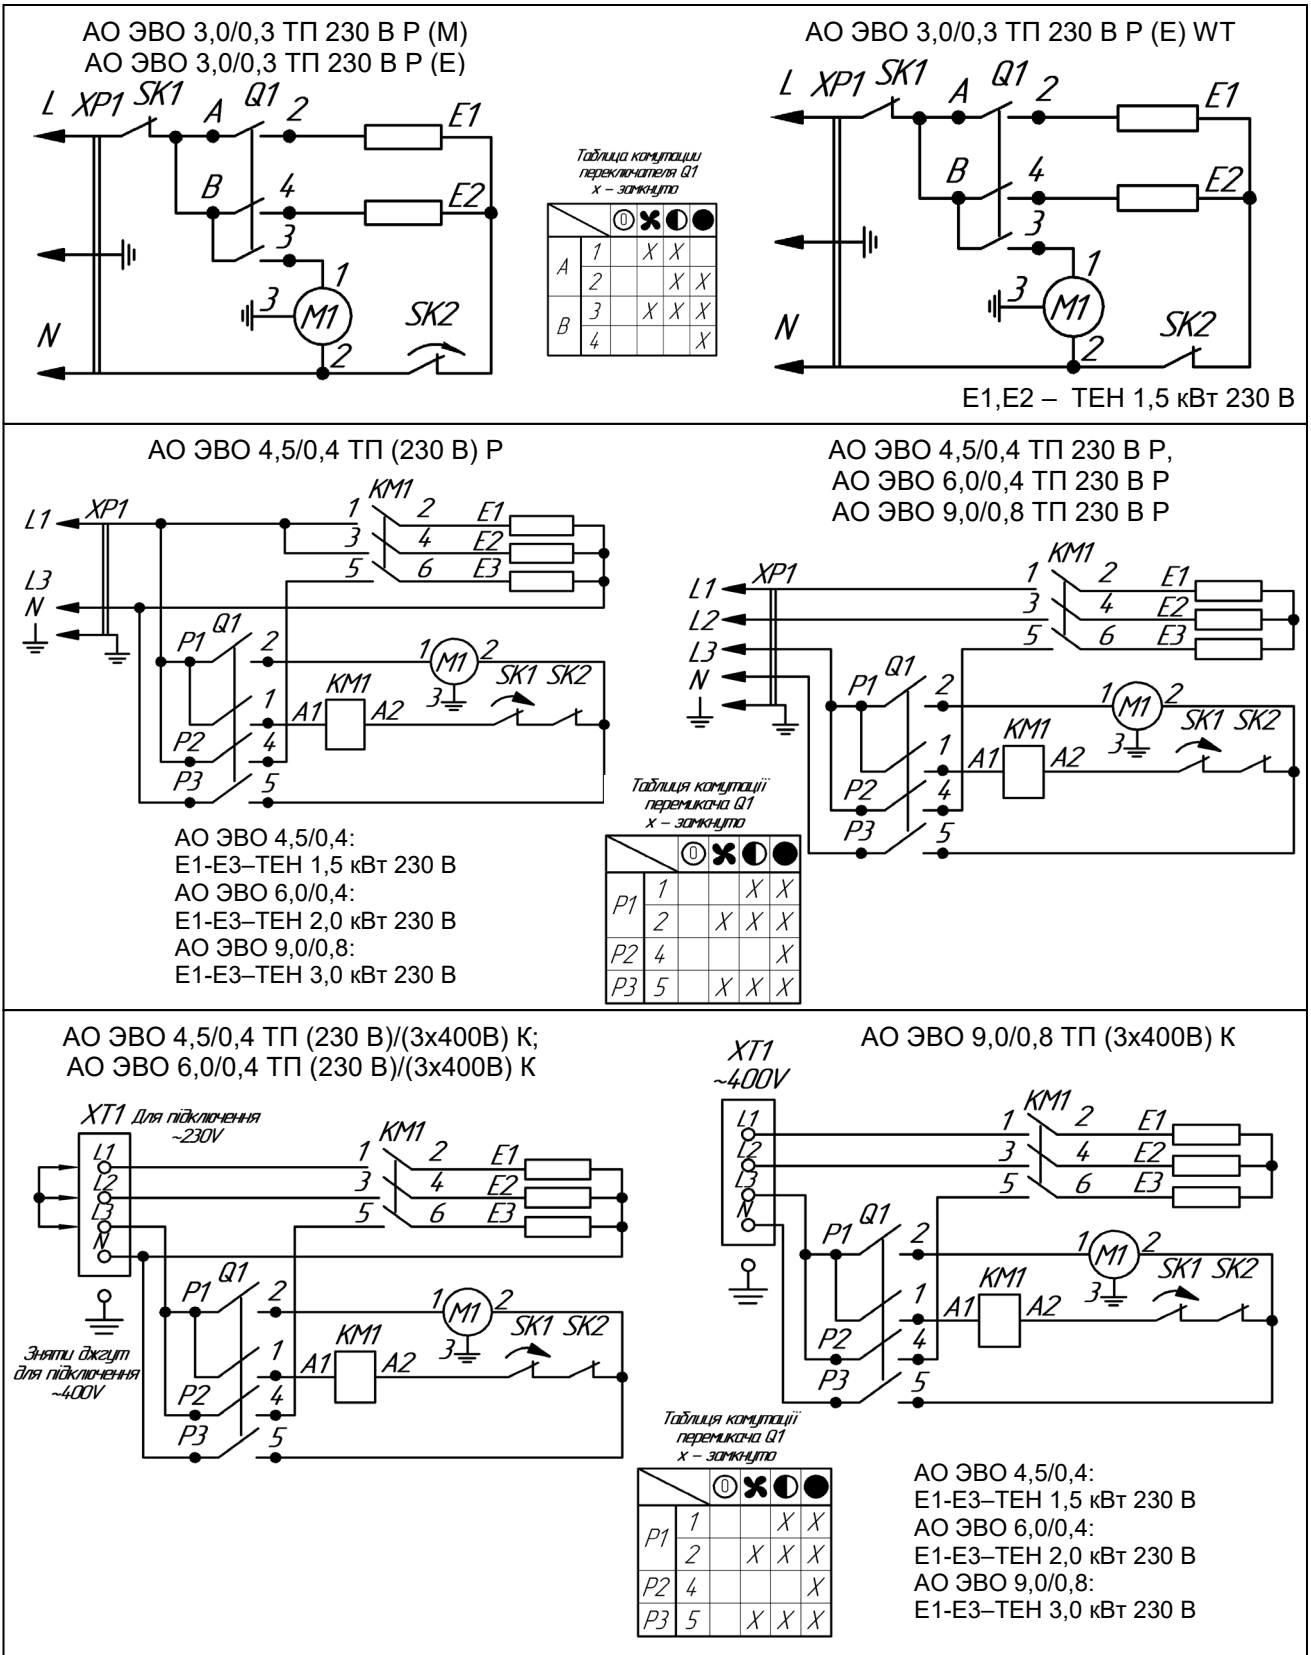 АО ЭВО 3,0/0,3 ТП 230 В Р (М)
АО ЭВО 3,0/0,3 ТП 230 В Р (Е)
L XP1 SK1 A Q1 2 E1
B 4 E2
3
1
3 M1 SK2
N
2
Таблица комутации
переключателя Q1
x – замкнуто
0
A 1 X X
2 X X
B 3 X X X
4 X
АО ЭВО 3,0/0,3 ТП 230 В Р (Е) WT
L XP1 SK1 A Q1 2 E1
B 4 E2
3
1
3 M1 SK2
N
2
Е1,Е2 – ТЕН 1,5 кВт 230 В
АО ЭВО 4,5/0,4 ТП (230 В) Р
KM1
L1 XP1 1 2 E1
3 4 E2
5 6 E3
L3
N
P1 Q1 2 1 M1 2
3 SK1 SK2
1 A1 KM1 A2
P2 4
P3 5
АО ЭВО 4,5/0,4:
Е1-Е3–ТЕН 1,5 кВт 230 В
АО ЭВО 6,0/0,4:
Е1-Е3–ТЕН 2,0 кВт 230 В
АО ЭВО 9,0/0,8:
Е1-Е3–ТЕН 3,0 кВт 230 В
АО ЭВО 4,5/0,4 ТП 230 В Р,
АО ЭВО 6,0/0,4 ТП 230 В Р
АО ЭВО 9,0/0,8 ТП 230 В Р
KM1
L1 XP1 1 2 E1
L2 3 4 E2
L3 5 6 E3
N P1 Q1 2 1 M1 2
3 SK1 SK2
1 A1 KM1 A2
P2 4
P3 5
Таблиця комутації
перемикача Q1
x – замкнуто
0
P1 1 X X
2 X X X
P2 4 X
P3 5 X X X
АО ЭВО 4,5/0,4 ТП (230 В)/(3х400В) К;
АО ЭВО 6,0/0,4 ТП (230 В)/(3х400В) К
XT1 Для підключення
~230V
KM1
L1 1 2 E1
L2 3 4 E2
L3 5 6 E3
N
P1 Q1 2 1 M1 2
3 SK1 SK2
1 A1 KM1 A2
P2 4
P3 5
Зняти джгут
для підключення
~400V
АО ЭВО 9,0/0,8 ТП (3х400В) К
XT1
~400V
KM1
L1 1 2 E1
L2 3 4 E2
L3 5 6 E3
N
P1 Q1 2 1 M1 2
3 SK1 SK2
1 A1 KM1 A2
P2 4
P3 5
Таблиця комутації
перемикача Q1
x – замкнуто
0
P1 1 X X
2 X X X
P2 4 X
P3 5 X X X
АО ЭВО 4,5/0,4:
Е1-Е3–ТЕН 1,5 кВт 230 В
АО ЭВО 6,0/0,4:
Е1-Е3–ТЕН 2,0 кВт 230 В
АО ЭВО 9,0/0,8:
Е1-Е3–ТЕН 3,0 кВт 230 В